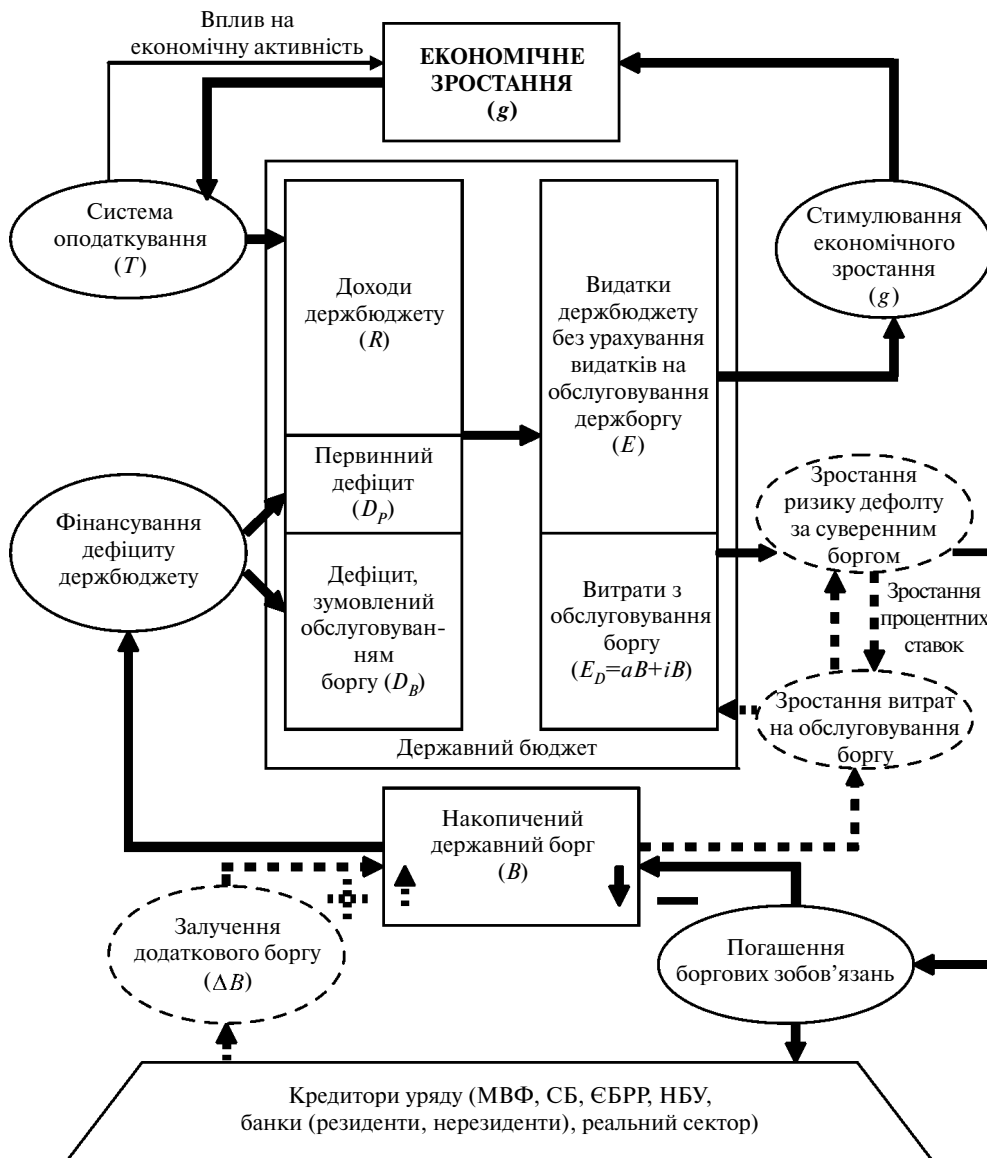 Вплив на
економічну активність
ЕКОНОМІЧНЕ
ЗРОСТАННЯ
(g)
Система
оподаткування
(T)
Стимулювання
економічного
зростання
(g)
Доходи
держбюджету
(R)
Видатки
держбюджету
без урахування
видатків на
обслуговування
держборгу
(E)
Первинний
дефіцит
(D_P)
Фінансування
дефіциту
держбюджету
Дефіцит,
зумовлений
обслуговуван-
ням
боргу (D_B)
Витрати з
обслуговування
боргу
(E_D=aB+iB)
Зростання
ризику дефолту
за суверенним
боргом
Зростання
процентних
ставок
Зростання витрат
на обслуговування
боргу
Державний бюджет
Накопичений
державний борг
(B)
Залучення
додаткового боргу
(ΔB)
Погашення
боргових зобов’язань
Кредитори уряду (МВФ, СБ, ЄБРР, НБУ,
банки (резиденти, нерезиденти), реальний сектор)